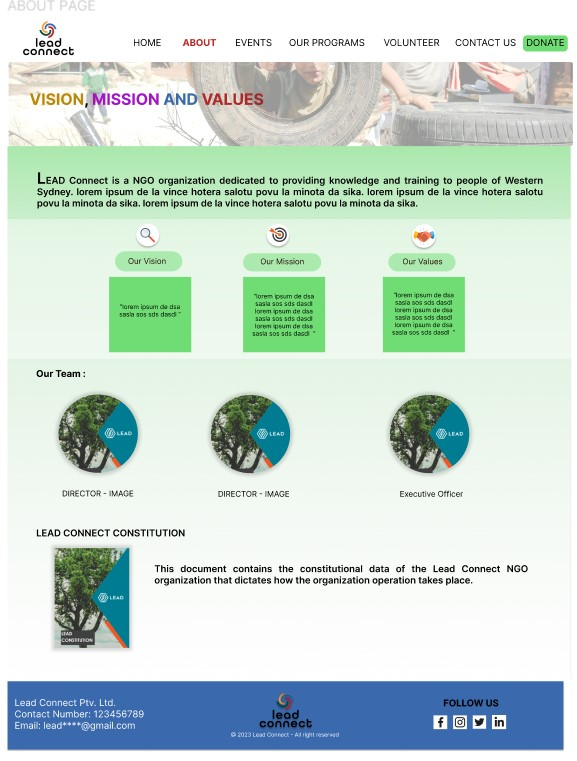 ABOUT PAGE
lead
connect
HOME ABOUT EVENTS OUR PROGRAMS VOLUNTEER CONTACT US DONATE
VISION, MISSION AND VALUES
LEAD Connect is a NGO organization dedicated to providing knowledge and training to people of Western
Sydney. lorem ipsum de la vince hotera salotu povu la minota da sika. lorem ipsum de la vince hotera salotu
povu la minota da sika. lorem ipsum de la vince hotera salotu povu la minota da sika.
Our Vision
Our Mission
Our Values
"lorem ipsum de dsa
sasla sos sds dasdl "
"lorem ipsum de dsa
sasla sos sds dasdl
lorem ipsum de dsa
sasla sos sds dasdl
lorem ipsum de dsa
sasla sos sds dasdl "
"lorem ipsum de dsa
sasla sos sds dasdl
lorem ipsum de dsa
sasla sos sds dasdl
lorem ipsum de dsa
sasla sos sds dasdl "
Our Team :
LEAD
LEAD
LEAD
DIRECTOR - IMAGE
DIRECTOR - IMAGE
Executive Officer
LEAD CONNECT CONSTITUTION
LEAD
LEAD
CONSTITUTION
This document contains the constitutional data of the Lead Connect NGO
organization that dictates how the organization operation takes place.
Lead Connect Ptv. Ltd.
Contact Number: 123456789
Email: lead****@gmail.com
lead
connect
© 2023 Lead Connect - All right reserved
FOLLOW US